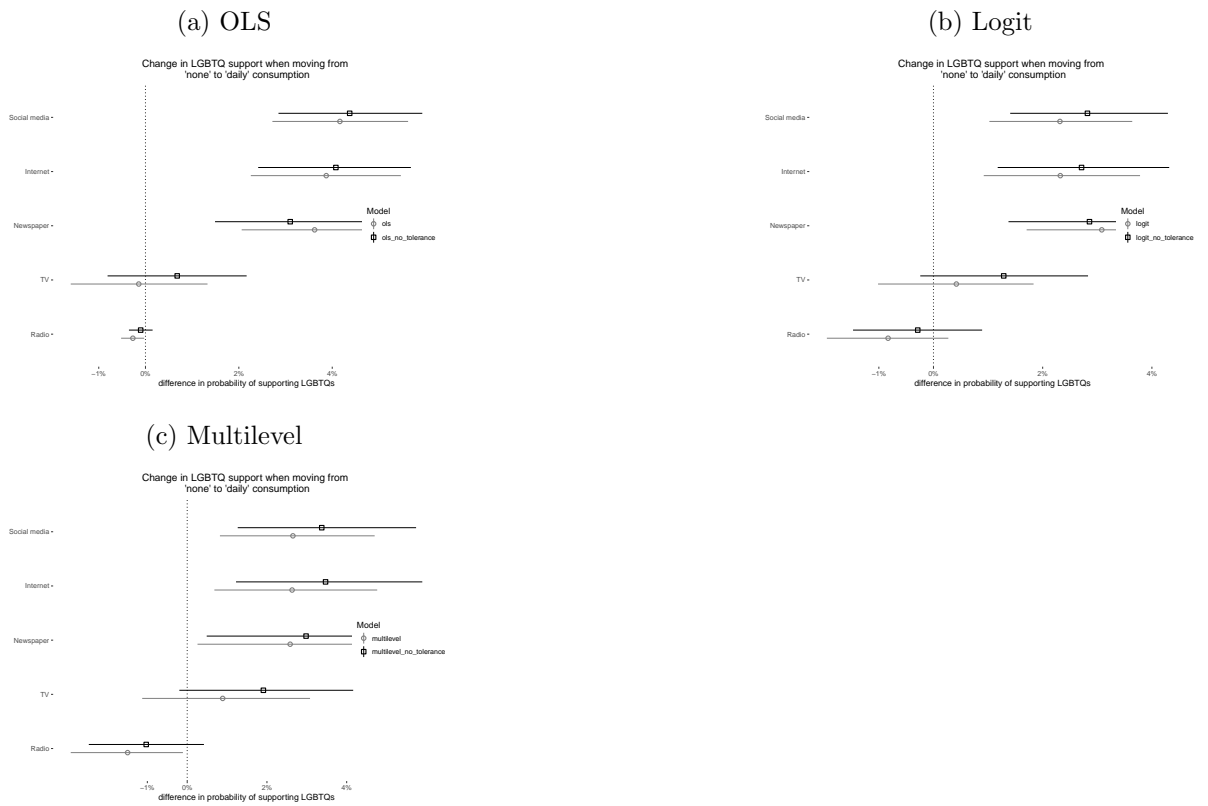 (a) OLS
Change in LGBTQ support when moving from
'none' to 'daily' consumption
Social media
Internet
Newspaper
TV
Radio
Model
ols
ols_no_tolerance
−1% 0% 2% 4%
difference in probability of supporting LGBTQs
(b) Logit
Change in LGBTQ support when moving from
'none' to 'daily' consumption
Social media
Internet
Newspaper
TV
Radio
Model
logit
logit_no_tolerance
−1% 0% 2% 4%
difference in probability of supporting LGBTQs
(c) Multilevel
Change in LGBTQ support when moving from
'none' to 'daily' consumption
Social media
Internet
Newspaper
TV
Radio
Model
multilevel
multilevel_no_tolerance
−1% 0% 2% 4%
difference in probability of supporting LGBTQs